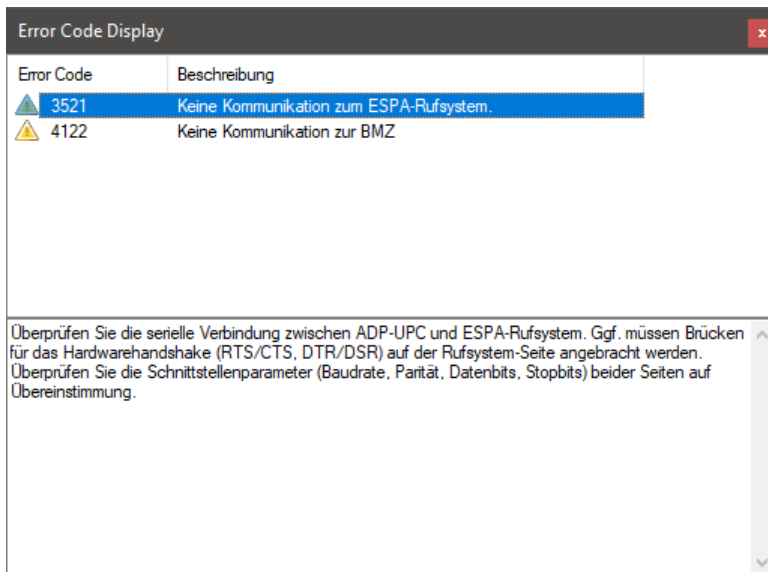 Error Code Display
x
Error Code Beschreibung
3521 Keine Kommunikation zum ESPA-Rufsystem.
4122 Keine Kommunikation zur BMZ
Überprüfen Sie die serielle Verbindung zwischen ADP-UPC und ESPA-Rufsystem. Ggf. müssen Brücken
für das Hardwarehandshake (RTS/CTS, DTR/DSR) auf der Rufsystem-Seite angebracht werden.
Überprüfen Sie die Schnittstellenparameter (Baudrate, Parität, Datenbits, Stopbits) beider Seiten auf
Übereinstimmung.